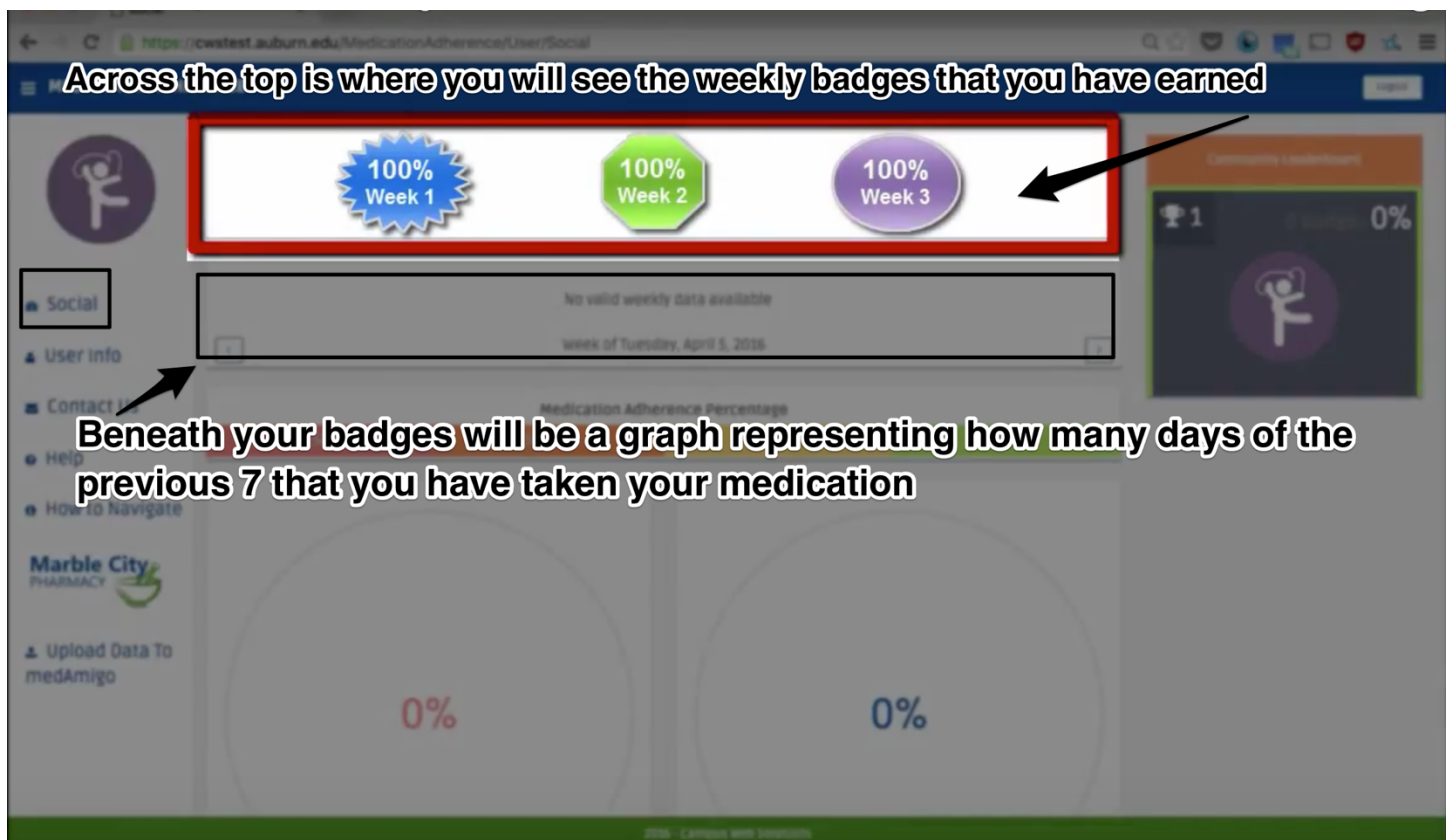 https://cwstest.auburn.edu/MedicationAdherence/User/Social
Across the top is where you will see the weekly badges that you have earned
Logout
100%
Week 1
100%
Week 2
100%
Week 3
Community Leaderboard
1
0%
Social
No valid weekly data available
Week of Tuesday, April 5, 2016
User Info
Contact Us
Medication Adherence Percentage
Beneath your badges will be a graph representing how many days of the
previous 7 that you have taken your medication
Help
How to Navigate
Marble City
PHARMACY
Upload Data To
medAmigo
0%
0%
2016 - Campus Web Solutions